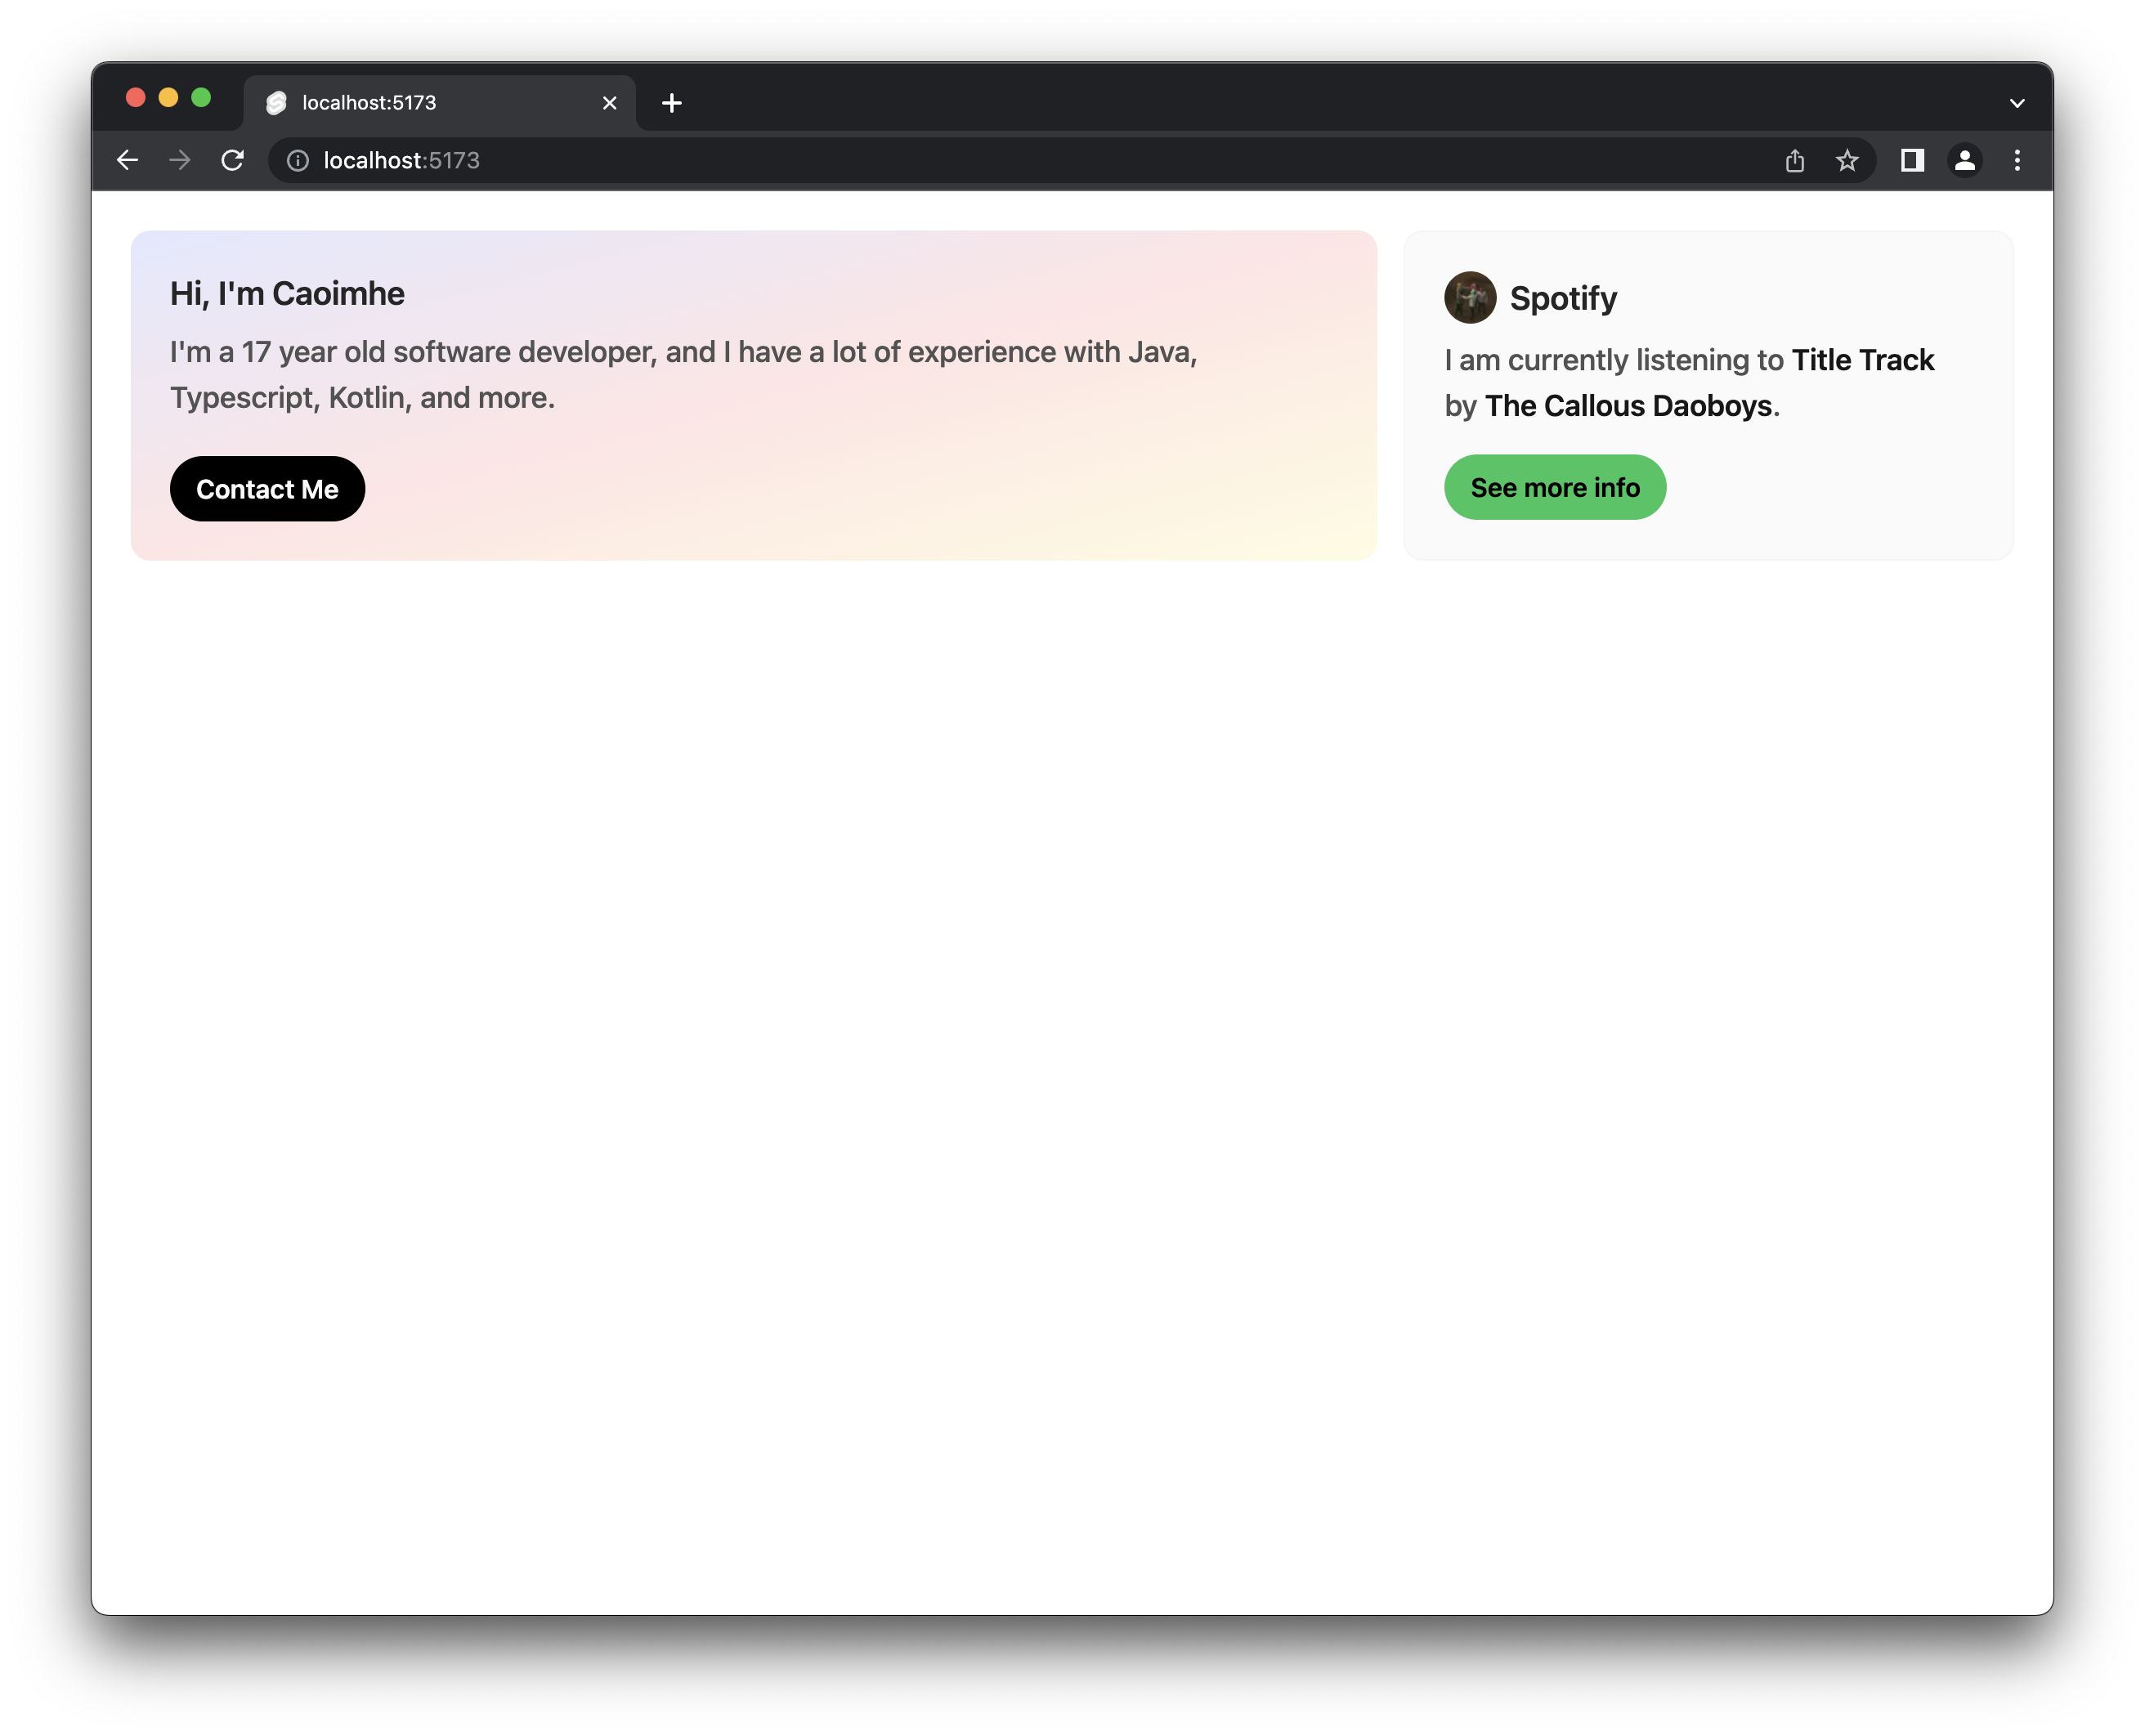 localhost:5173
localhost:5173
Hi, I'm Caoimhe
I'm a 17 year old software developer, and I have a lot of experience with Java,
Typescript, Kotlin, and more.
Contact Me
Spotify
I am currently listening to Title Track
by The Callous Daoboys.
See more info